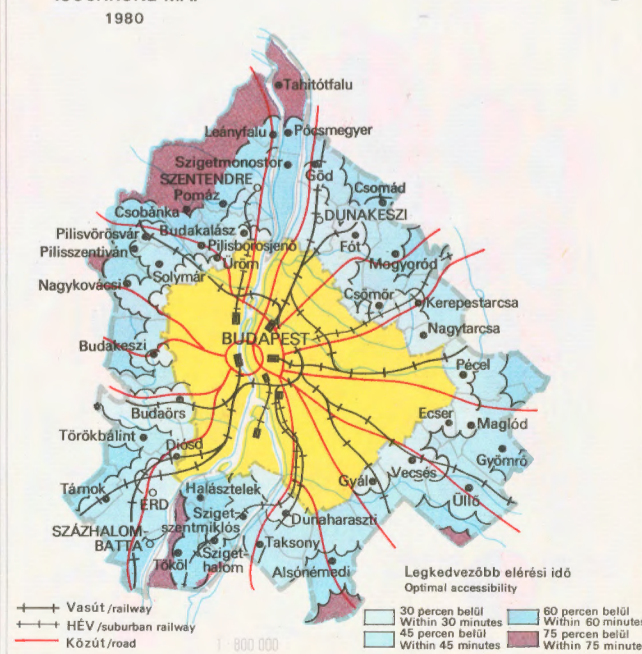 1980
Tahitótfalu
Leányfalu
Pócsmegyer
Szigetmonostor
Göd
SZENTENDRE
Pomáz
Csomád
Csobánka
DUNAKESZI
Pilisvörösvár
Budakalász
Fót
Pilisszentiván
Pilisborosjenő
Üröm
Mogyoród
Solymár
Nagykovácsi
Csömör
Kerepestarcsa
Nagytarcsa
BUDAPEST
Budakeszi
Pécel
Budaörs
Ecser
Maglód
Törökbálint
Diósd
Gyömrő
Vecsés
Tárnok
Halásztelek
Gyál
Üllő
ÉRD
Sziget-
szentmiklós
Dunaharaszti
SZÁZHALOM-
BATTA
Sziget-
halom
Taksony
Tököl
Alsónémedi
Legkedvezőbb elérési idő
Optimal accessibility
Vasút /railway
HÉV /suburban railway
Közút /road
30 percen belül
Within 30 minutes
45 percen belül
Within 45 minutes
60 percen belül
Within 60 minutes
75 percen belül
Within 75 minutes
1:800 000